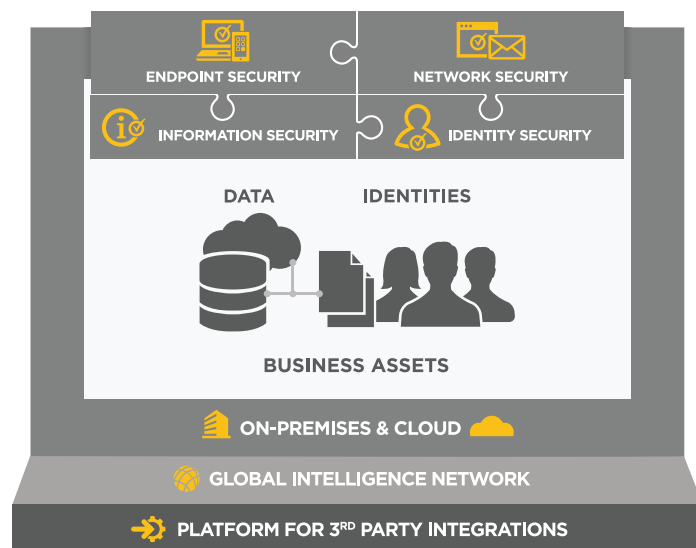 ENDPOINT SECURITY
NETWORK SECURITY
INFORMATION SECURITY
IDENTITY SECURITY
DATA
IDENTITIES
BUSINESS ASSETS
ON-PREMISES & CLOUD
GLOBAL INTELLIGENCE NETWORK
PLATFORM FOR 3RD PARTY INTEGRATIONS